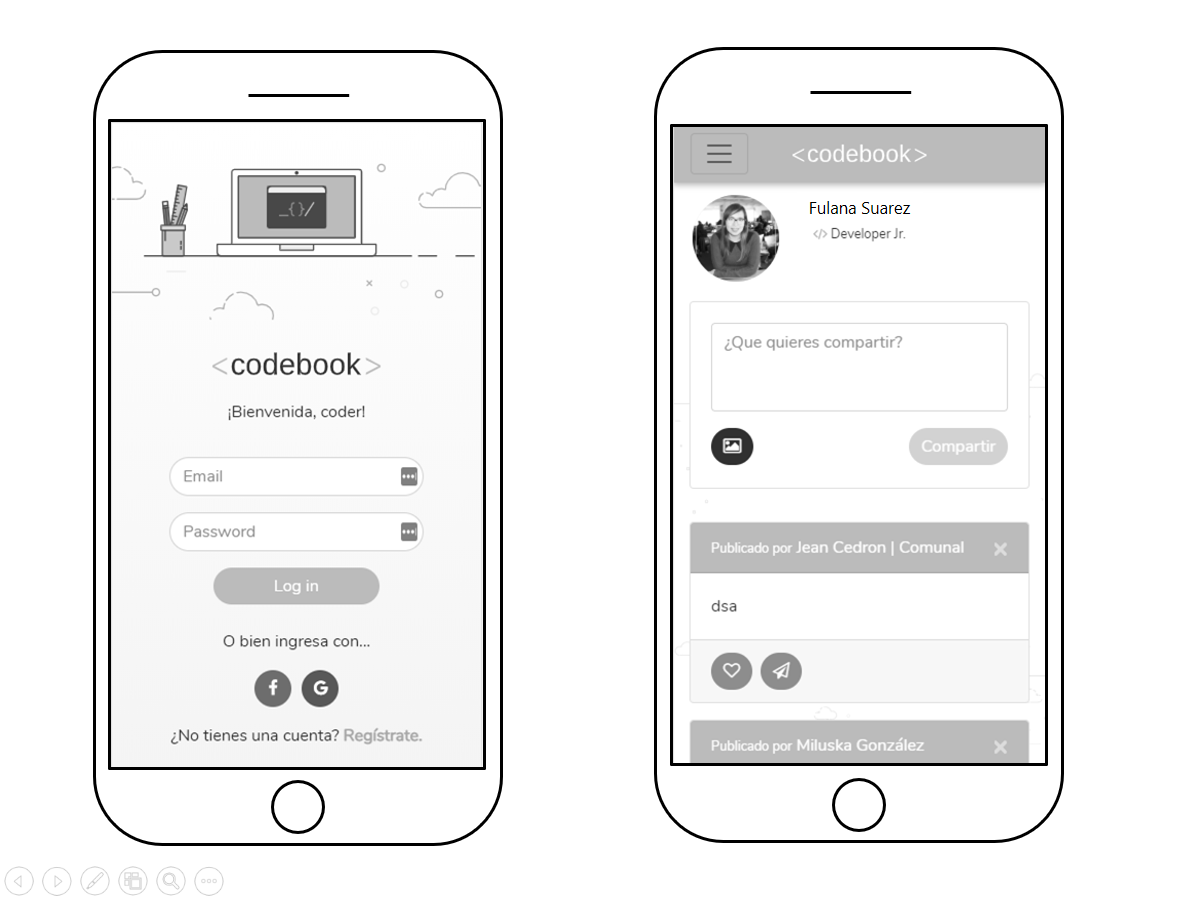 _{}/
<codebook>
¡Bienvenida, coder!
Email
Password
Log in
O bien ingresa con...
f G
¿No tienes una cuenta? Regístrate.
<codebook>
Fulana Suarez
</> Developer Jr.
¿Que quieres compartir?
Compartir
Publicado por Jean Cedron | Comunal
dsa
Publicado por Miluska González